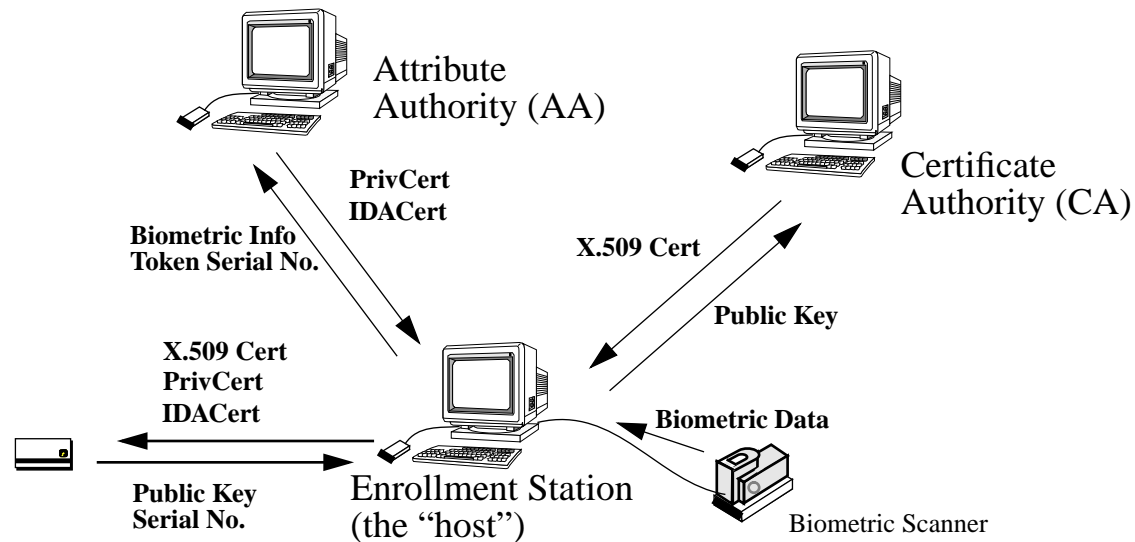 Attribute
Authority (AA)
Certificate
Authority (CA)
PrivCert
IDACert
Biometric Info
Token Serial No.
X.509 Cert
Public Key
X.509 Cert
PrivCert
IDACert
Biometric Data
Public Key
Serial No.
Enrollment Station
(the “host”)
Biometric Scanner